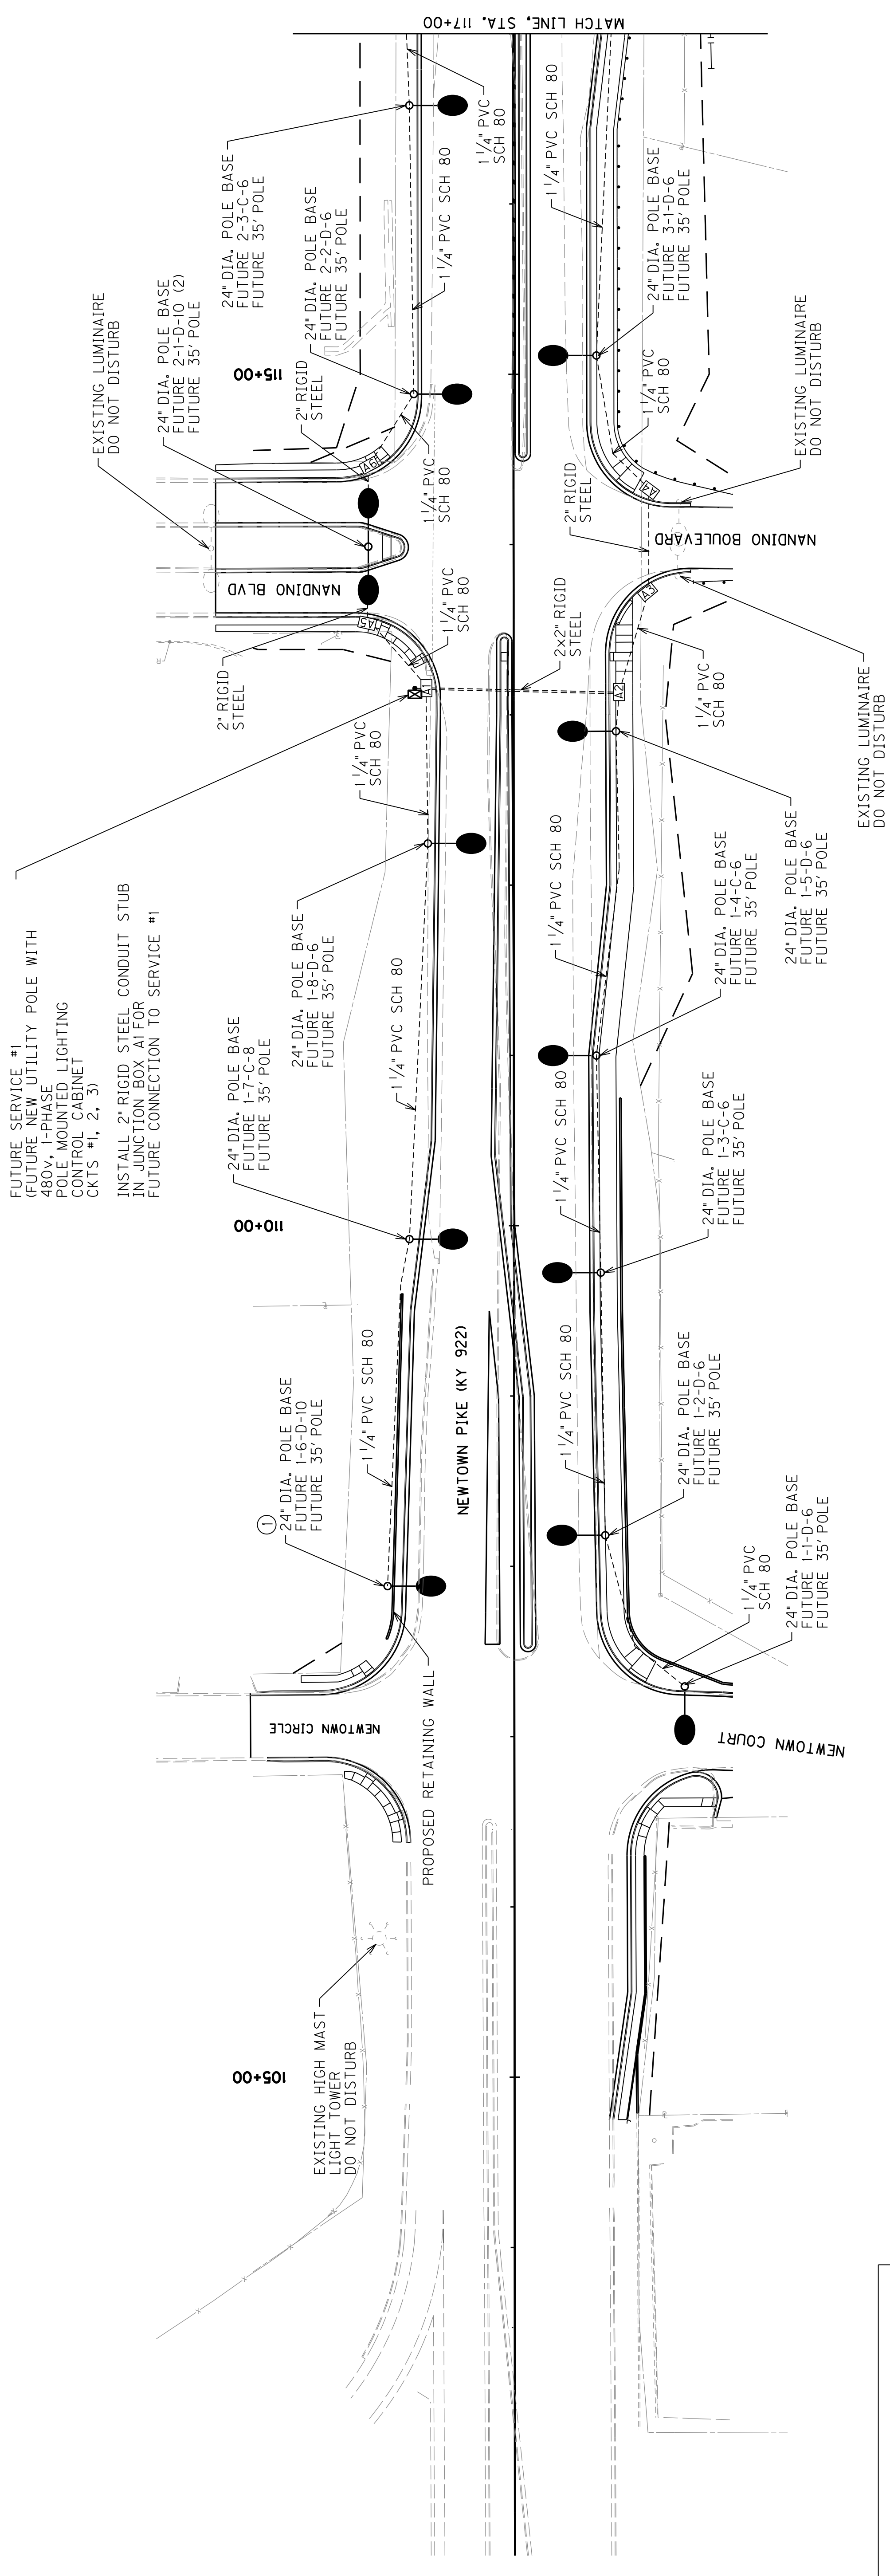 FUTURE SERVICE #1
(FUTURE NEW UTILITY POLE WITH
480V, 1-PHASE
POLE MOUNTED LIGHTING
CONTROL CABINET
CKTS #1, 2, 3)
INSTALL 2" RIGID STEEL CONDUIT STUB
IN JUNCTION BOX A1 FOR
FUTURE CONNECTION TO SERVICE #1
EXISTING LUMINAIRE
DO NOT DISTURB
24" DIA. POLE BASE
FUTURE 2-1-D-10 (2)
FUTURE 35' POLE
24" DIA. POLE BASE
FUTURE 2-3-C-6
FUTURE 35' POLE
24" DIA. POLE BASE
FUTURE 2-2-D-6
FUTURE 35' POLE
2" RIGID
STEEL
2" RIGID
STEEL
115+00
110+00
105+00
24" DIA. POLE BASE
FUTURE 1-8-D-6
FUTURE 35' POLE
24" DIA. POLE BASE
FUTURE 1-7-C-8
FUTURE 35' POLE
1
24" DIA. POLE BASE
FUTURE 1-6-D-10
FUTURE 35' POLE
EXISTING HIGH MAST
LIGHT TOWER
DO NOT DISTURB
NEWTOWN CIRCLE
NANDINO BLVD
A5
A6
A1
1 1/4" PVC SCH 80
1 1/4" PVC SCH 80
1 1/4" PVC
SCH 80
1 1/4" PVC
SCH 80
1 1/4" PVC
SCH 80
1 1/4" PVC SCH 80
1 1/4" PVC
SCH 80
PROPOSED RETAINING WALL
NEWTOWN PIKE (KY 922)
MATCH LINE, STA. 117+00
2x2" RIGID
STEEL
2" RIGID
STEEL
1 1/4" PVC SCH 80
1 1/4" PVC SCH 80
1 1/4" PVC SCH 80
1 1/4" PVC SCH 80
1 1/4" PVC
SCH 80
1 1/4" PVC
SCH 80
1 1/4" PVC
SCH 80
A2
A3
A4
24" DIA. POLE BASE
FUTURE 3-1-D-6
FUTURE 35' POLE
NANDINO BOULEVARD
EXISTING LUMINAIRE
DO NOT DISTURB
EXISTING LUMINAIRE
DO NOT DISTURB
24" DIA. POLE BASE
FUTURE 1-5-D-6
FUTURE 35' POLE
24" DIA. POLE BASE
FUTURE 1-4-C-6
FUTURE 35' POLE
24" DIA. POLE BASE
FUTURE 1-3-C-6
FUTURE 35' POLE
24" DIA. POLE BASE
FUTURE 1-2-D-6
FUTURE 35' POLE
24" DIA. POLE BASE
FUTURE 1-1-D-6
FUTURE 35' POLE
NEWTOWN COURT